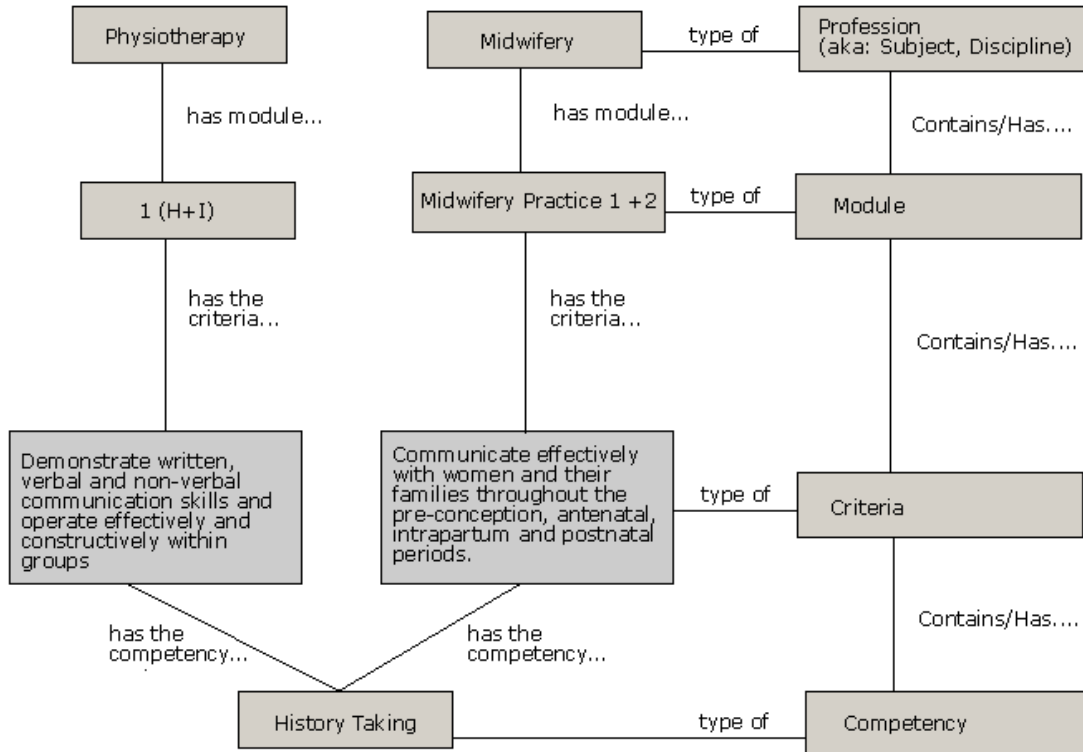 Physiotherapy
Midwifery
type of
Profession
(aka: Subject, Discipline)
has module...
has module...
Contains/Has....
1 (H+I)
Midwifery Practice 1 +2
type of
Module
has the
criteria...
has the
criteria...
Contains/Has....
Demonstrate written,
verbal and non-verbal
communication skills and
operate effectively and
constructively within
groups
Communicate effectively
with women and their
families throughout the
pre-conception, antenatal,
intrapartum and postnatal
periods.
type of
Criteria
has the
competency...
has the
competency...
Contains/Has....
History Taking
type of
Competency